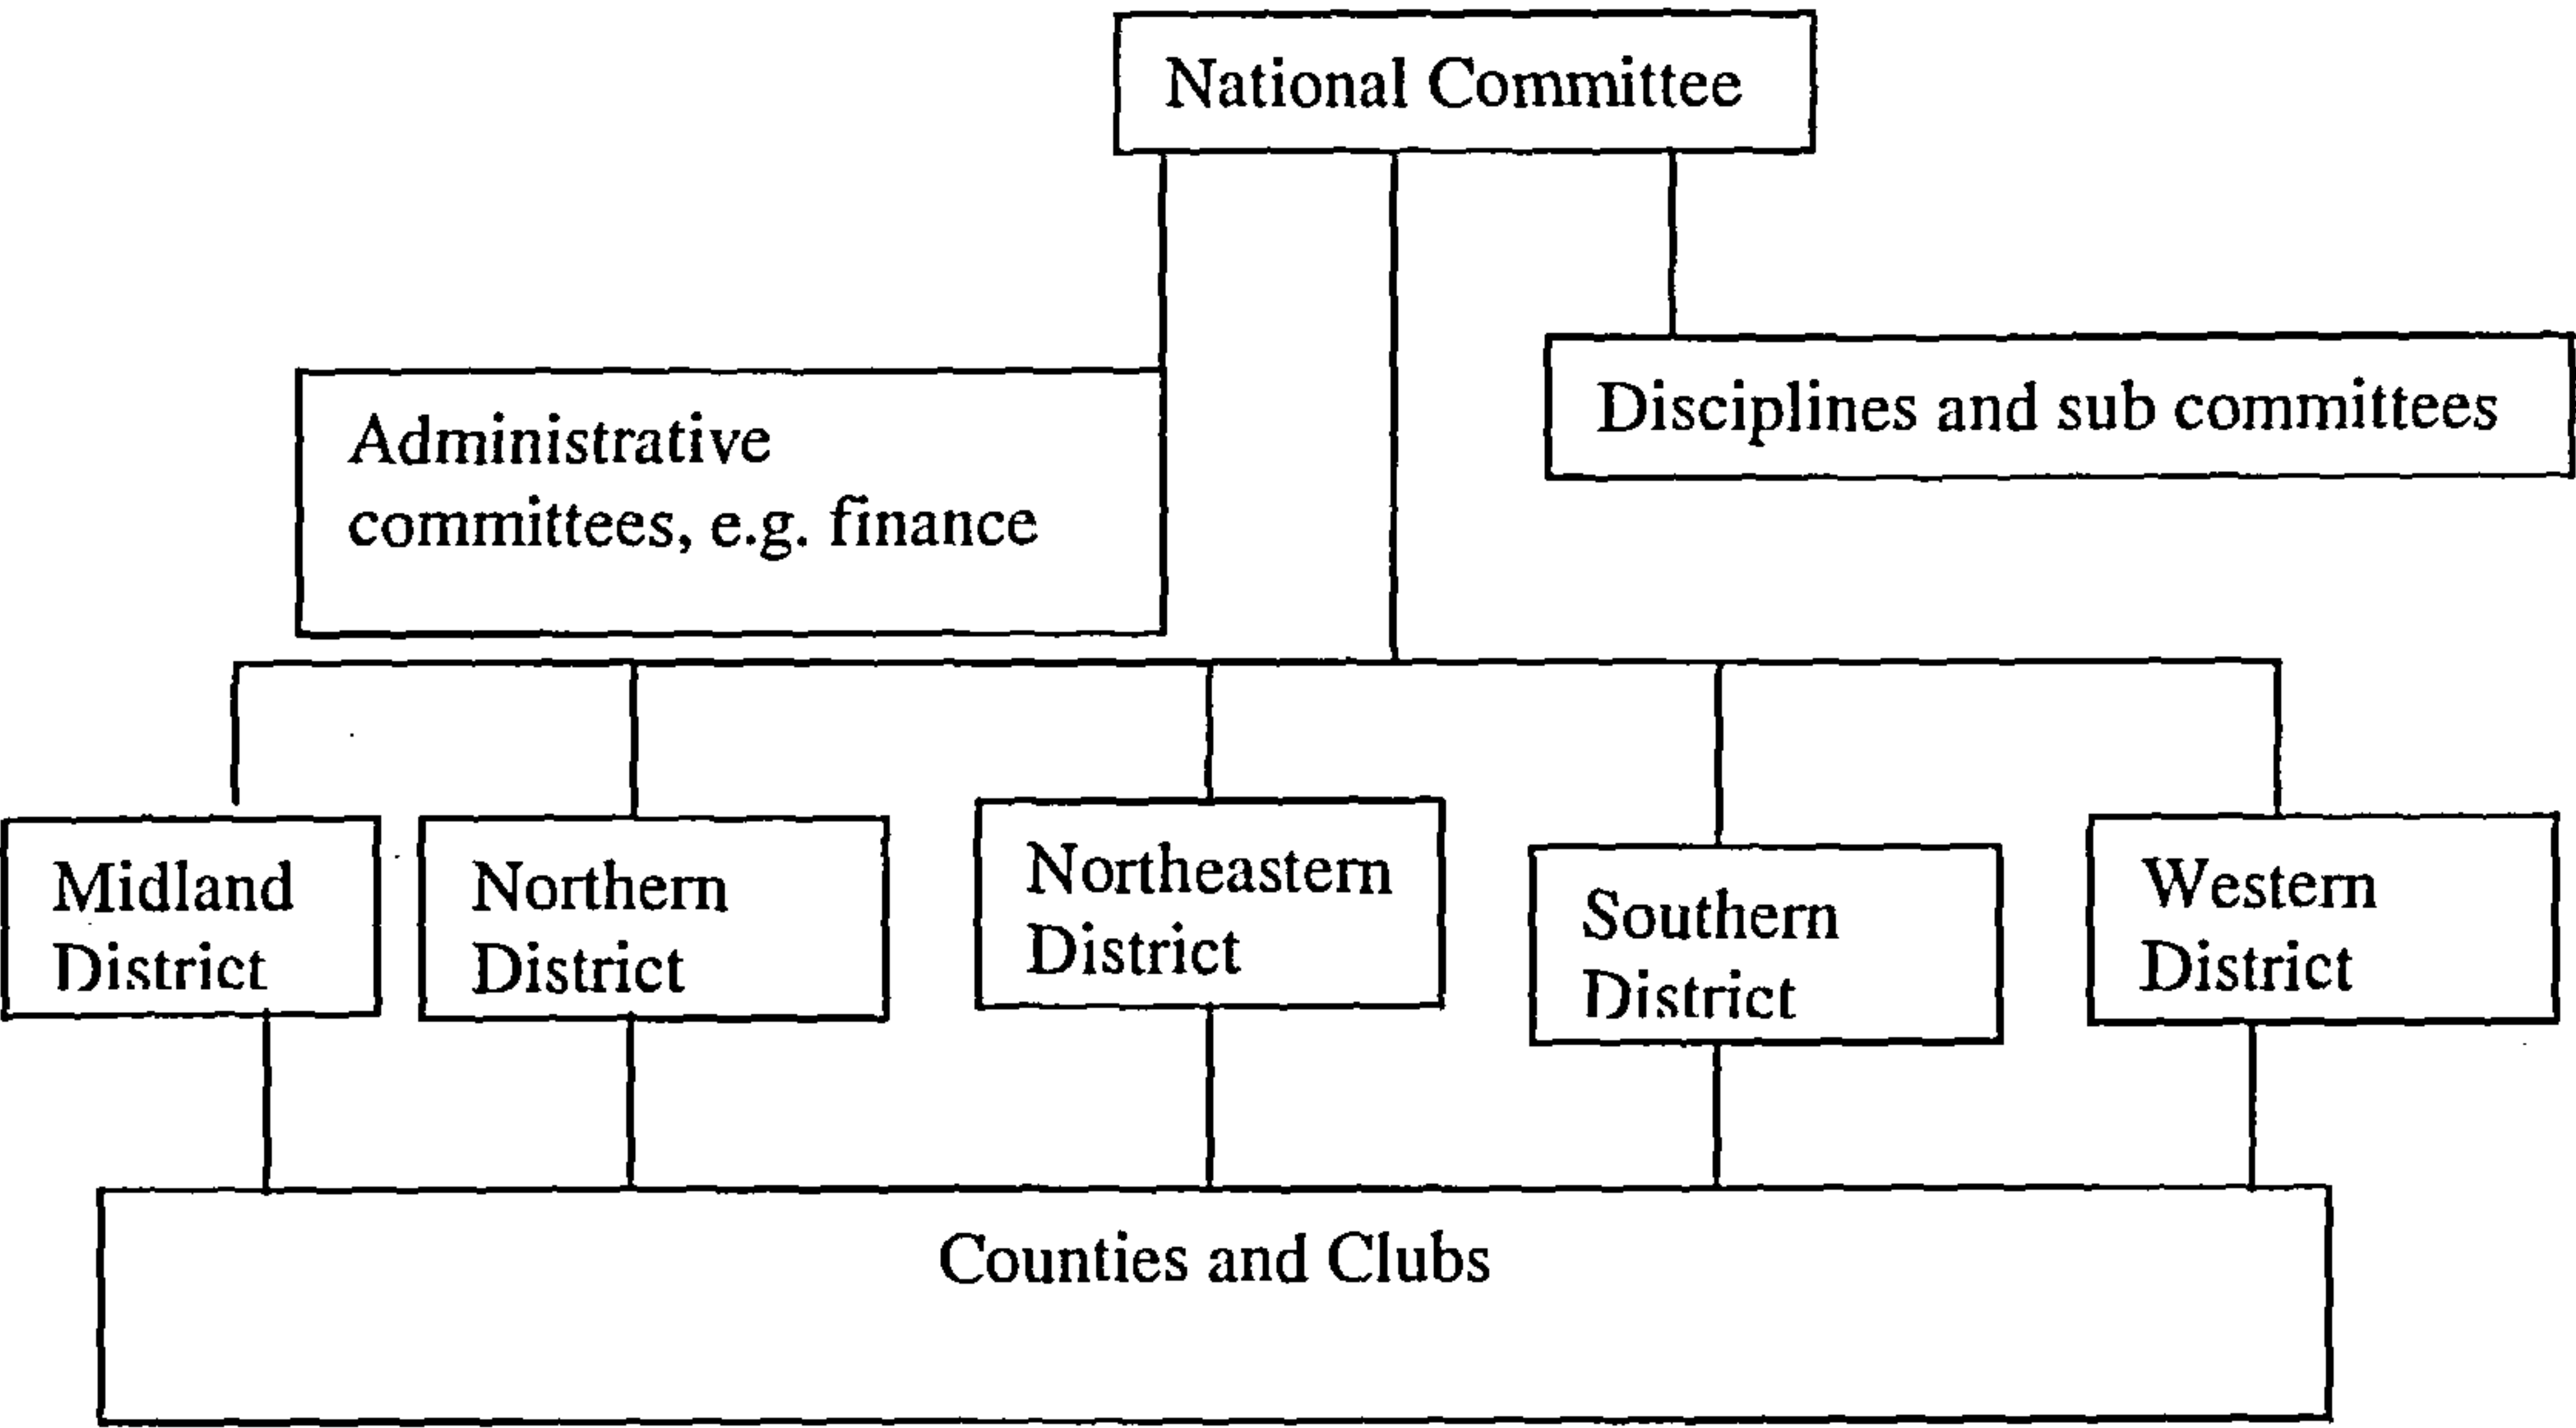 National Committee
Disciplines and sub committees
Administrative
committees, e.g. finance
Midland
District
Northern
District
Northeastern
District
Southern
District
Western
District
Counties and Clubs